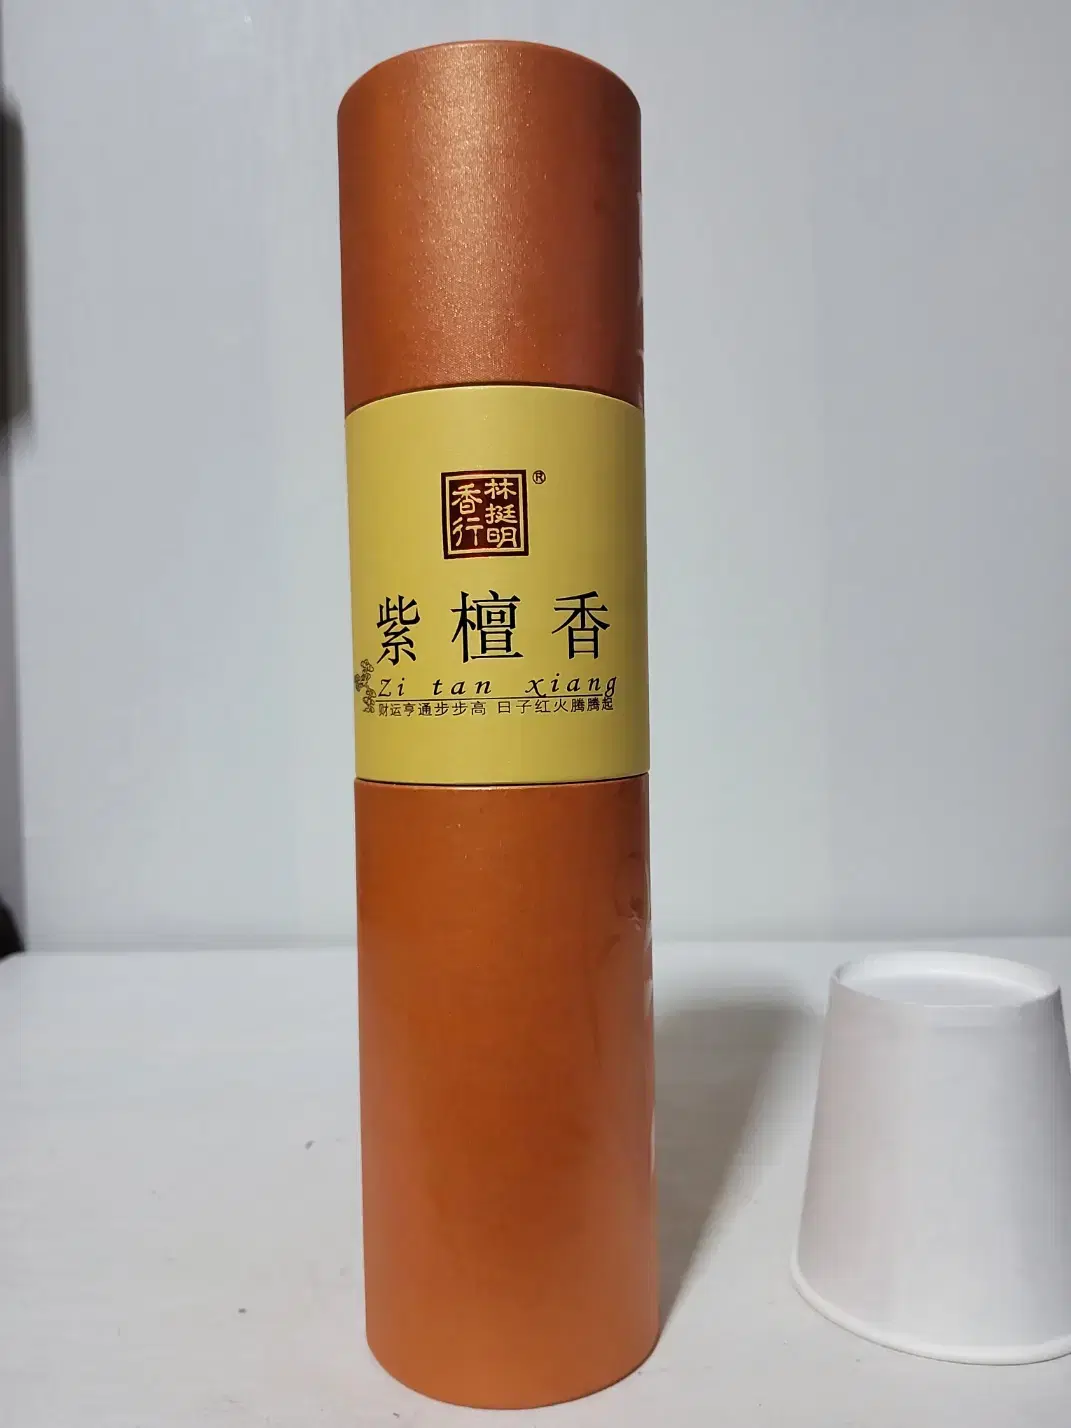 林挺明
香行
®
紫檀香
Zi tan xiang
财运亨通步步高 日子红火腾腾起